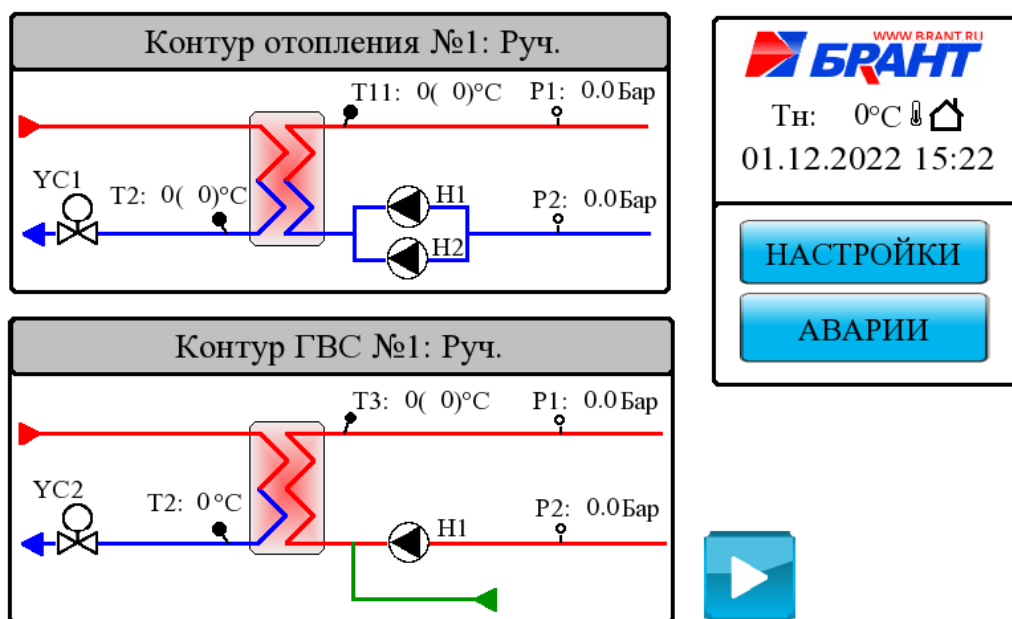 Контур отопления №1: Руч.
T11: 0( 0)°C P1: 0.0 Бар
YC1
T2: 0( 0)°C
H1
P2: 0.0 Бар
H2
Контур ГВС №1: Руч.
T3: 0( 0)°C P1: 0.0 Бар
YC2
T2: 0°C
H1
P2: 0.0 Бар
WWW.BRANT.RU
БРАНТ
Тн: 0°C
01.12.2022 15:22
НАСТРОЙКИ
АВАРИИ